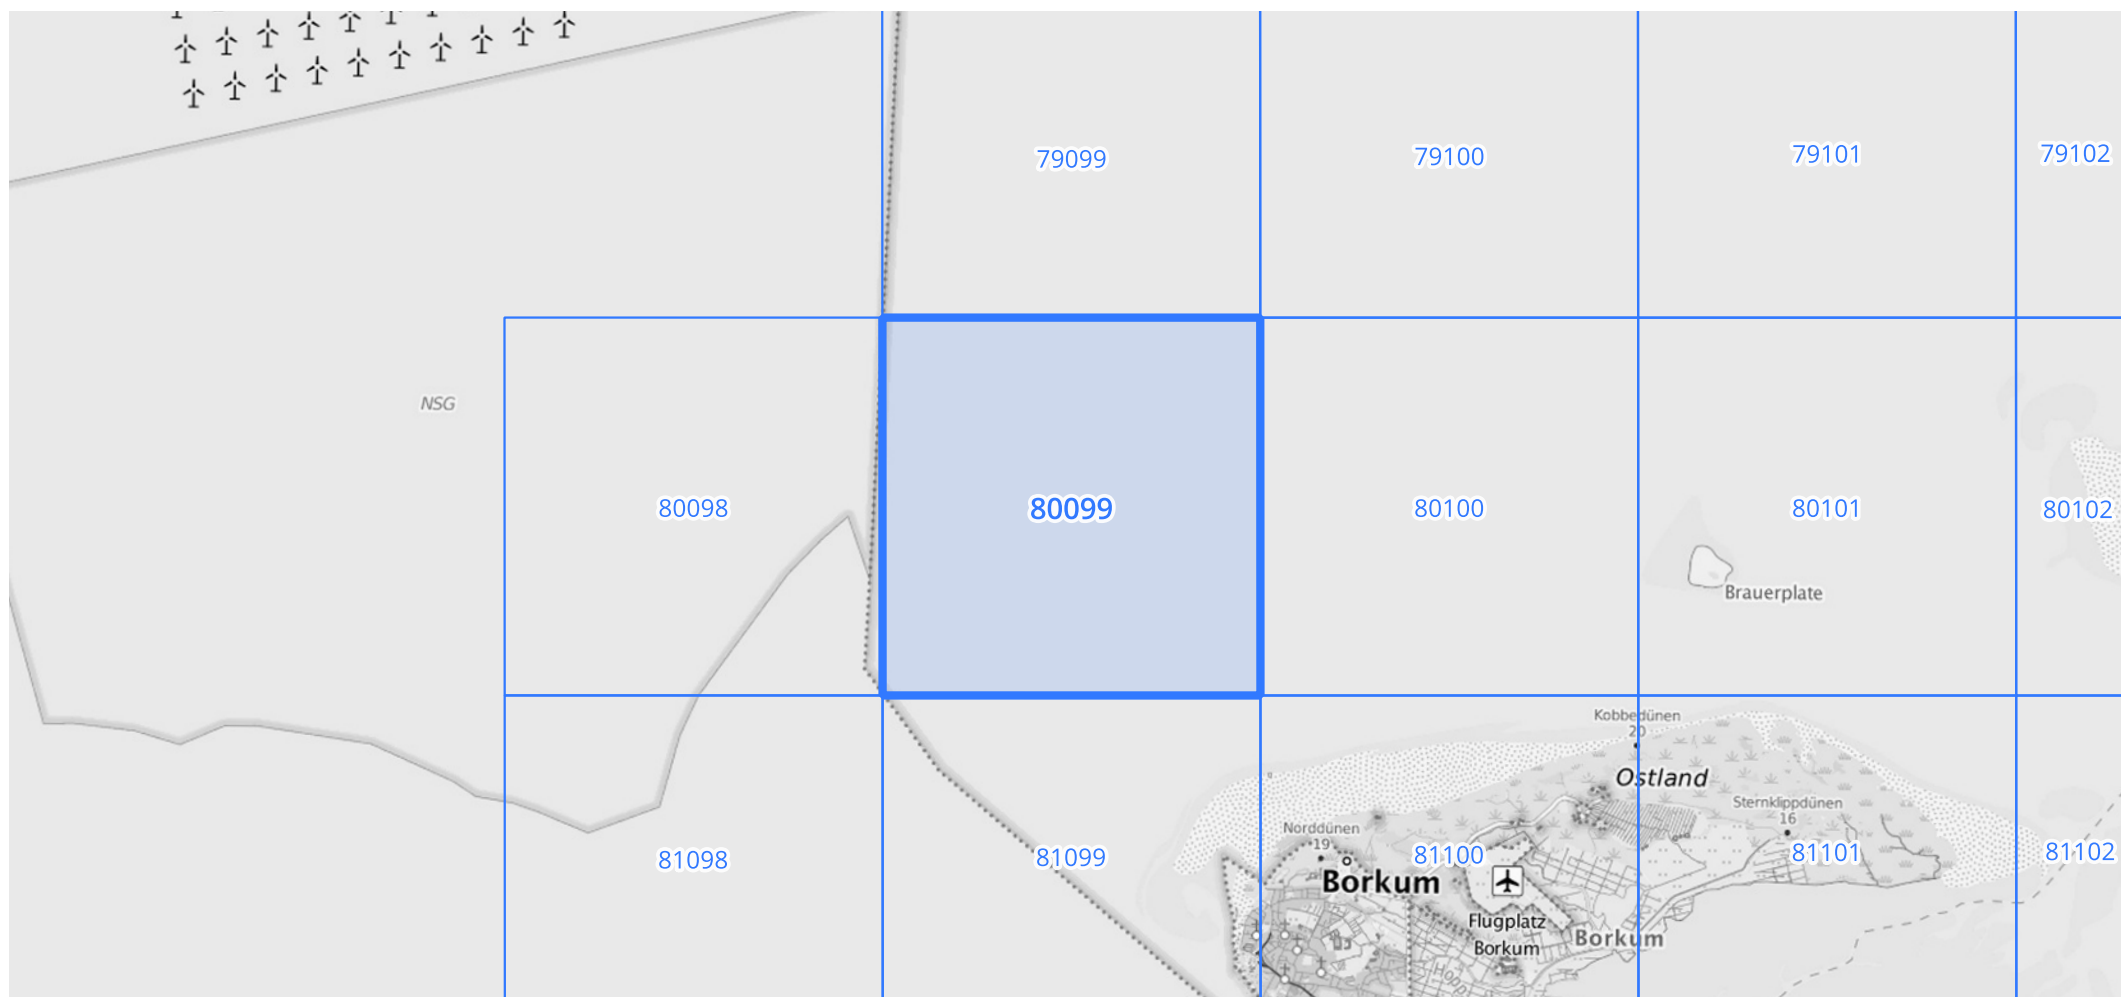 79099
79100
79101
79102
NSG
80098
80099
80100
80101
80102
Brauerplate
Kobbedünen
20
Ostland
Sternklippdünen
16
Norddünen
19
81098
81099
81100
81101
81102
Borkum
Flugplatz
Borkum
Borkum